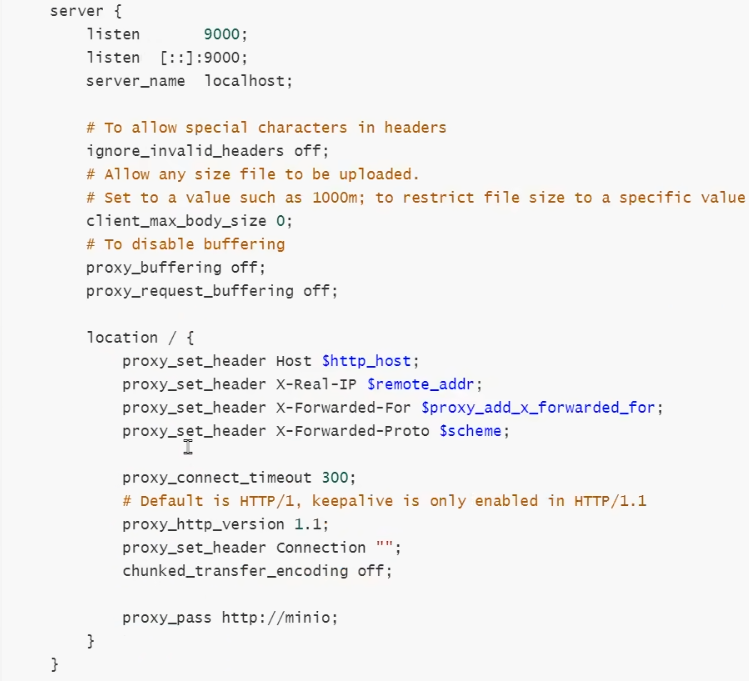 server {
listen       9000;
listen  [::]:9000;
server_name  localhost;
# To allow special characters in headers
ignore_invalid_headers off;
# Allow any size file to be uploaded.
# Set to a value such as 1000m; to restrict file size to a specific value
client_max_body_size 0;
# To disable buffering
proxy_buffering off;
proxy_request_buffering off;
location / {
proxy_set_header Host $http_host;
proxy_set_header X-Real-IP $remote_addr;
proxy_set_header X-Forwarded-For $proxy_add_x_forwarded_for;
proxy_set_header X-Forwarded-Proto $scheme;
proxy_connect_timeout 300;
# Default is HTTP/1, keepalive is only enabled in HTTP/1.1
proxy_http_version 1.1;
proxy_set_header Connection "";
chunked_transfer_encoding off;
proxy_pass http://minio;
}
}